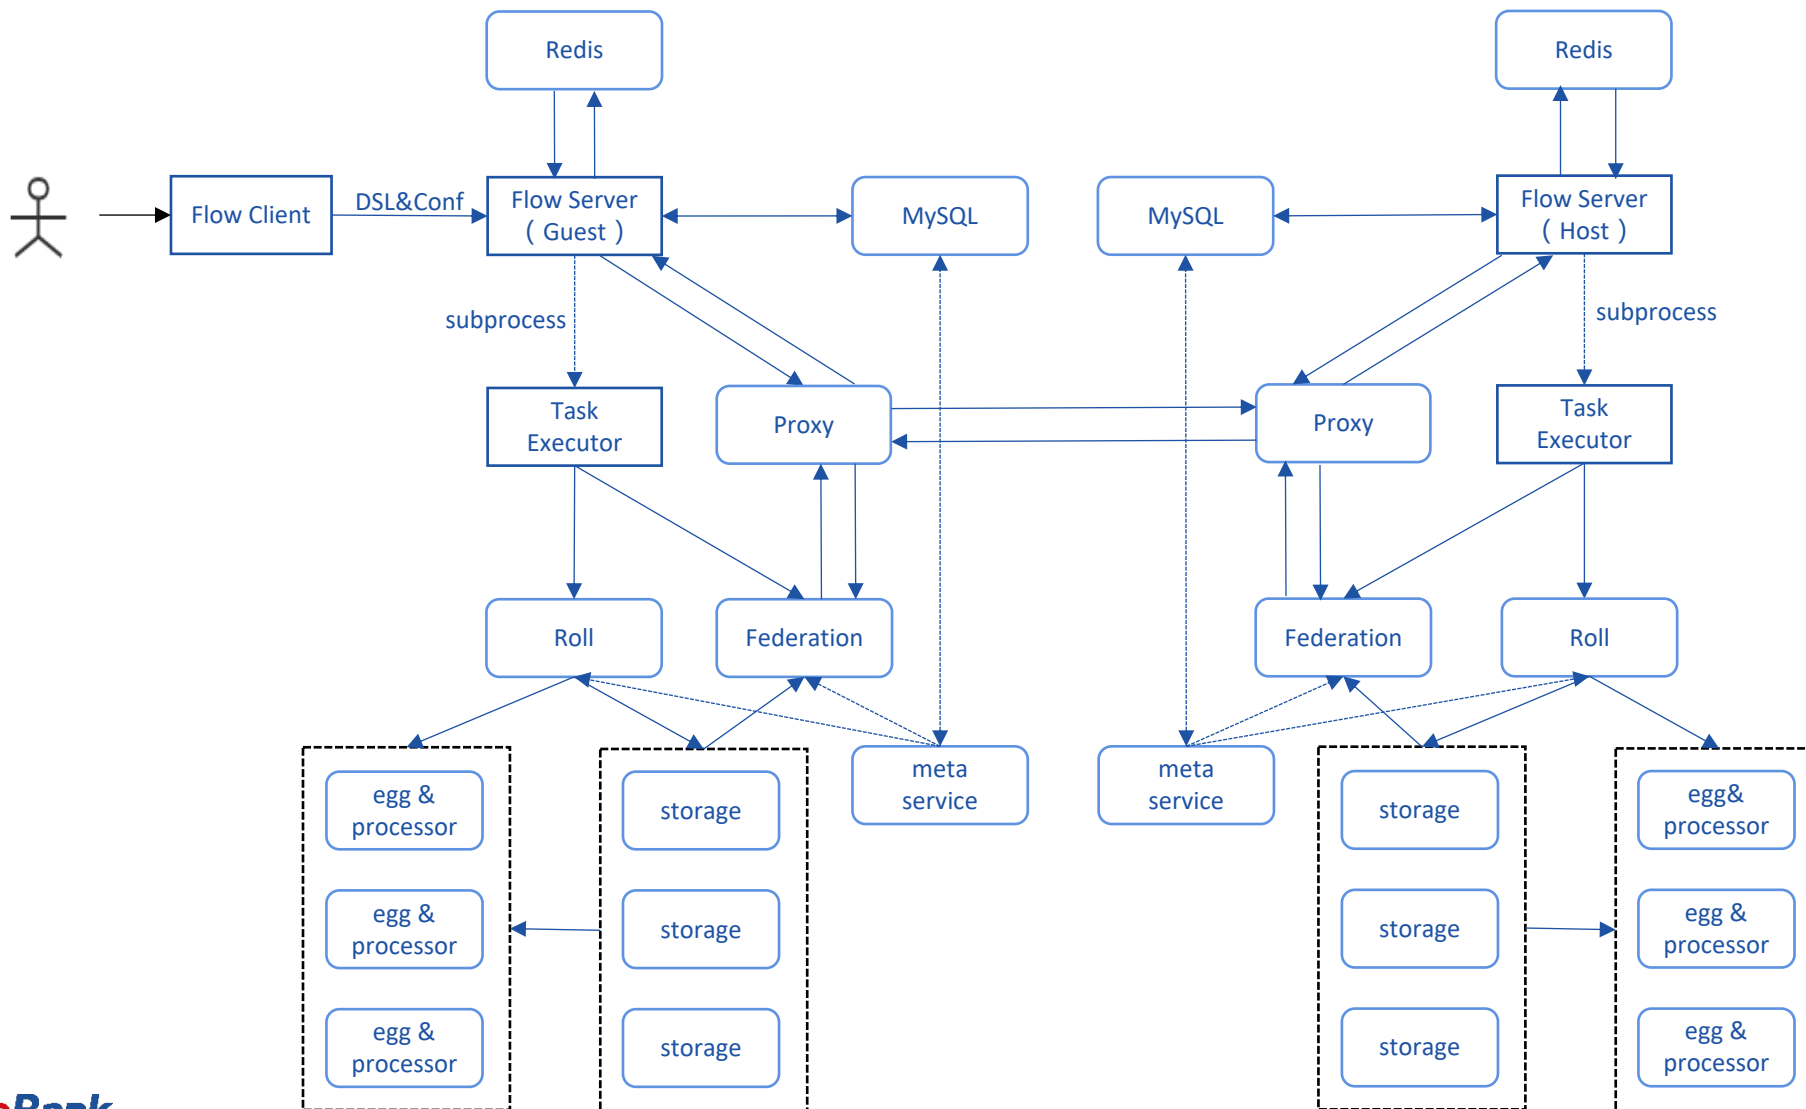 Redis
Redis
Flow Client
DSL&Conf
Flow Server
( Guest )
MySQL
MySQL
Flow Server
( Host )
subprocess
subprocess
Task
Executor
Proxy
Proxy
Task
Executor
Roll
Federation
Federation
Roll
egg &
processor
storage
meta
service
meta
service
storage
egg&
processor
egg &
processor
storage
storage
egg &
processor
egg &
processor
storage
storage
egg &
processor